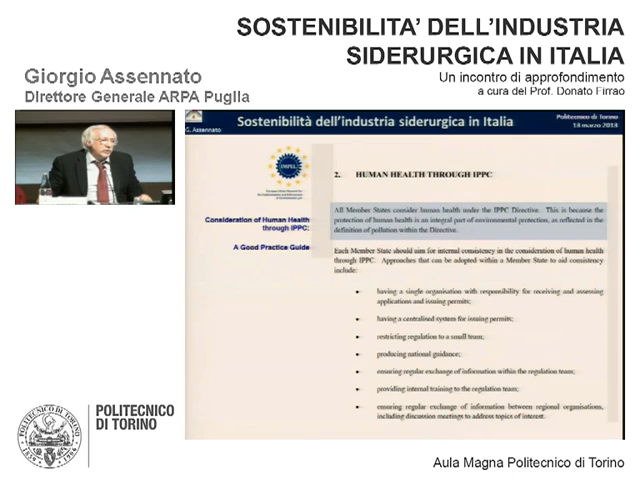 SOSTENIBILITA' DELL'INDUSTRIA
SIDERURGICA IN ITALIA
Un incontro di approfondimento
a cura del Prof. Donato Firrao
Giorgio Assennato
Direttore Generale ARPA Puglia
G. Assennato
Sostenibilità dell'industria siderurgica in Italia
Politecnico di Torino
18 marzo 2013
IMPEL
Consideration of Human Health
through IPPC:
A Good Practice Guide
2. HUMAN HEALTH THROUGH IPPC
All Member States consider human health under the IPPC Directive. This is because the
protection of human health is an integral part of environmental protection, as reflected in the
definition of pollution within the Directive.
Each Member State should aim for internal consistency in the consideration of human health
through IPPC. Approaches that can be adopted within a Member State to aid consistency
include:
• having a single organisation with responsibility for receiving and assessing
applications and issuing permits;
• having a centralised system for issuing permits;
• restricting regulation to a small team;
• producing national guidance;
• ensuring regular exchange of information within the regulation team;
• providing internal training to the regulation team;
• ensuring regular exchange of information between regional organisations,
including discussion meetings to address topics of interest.
POLITECNICO DI TORINO
1859
1906
POLITECNICO
DI TORINO
Aula Magna Politecnico di Torino